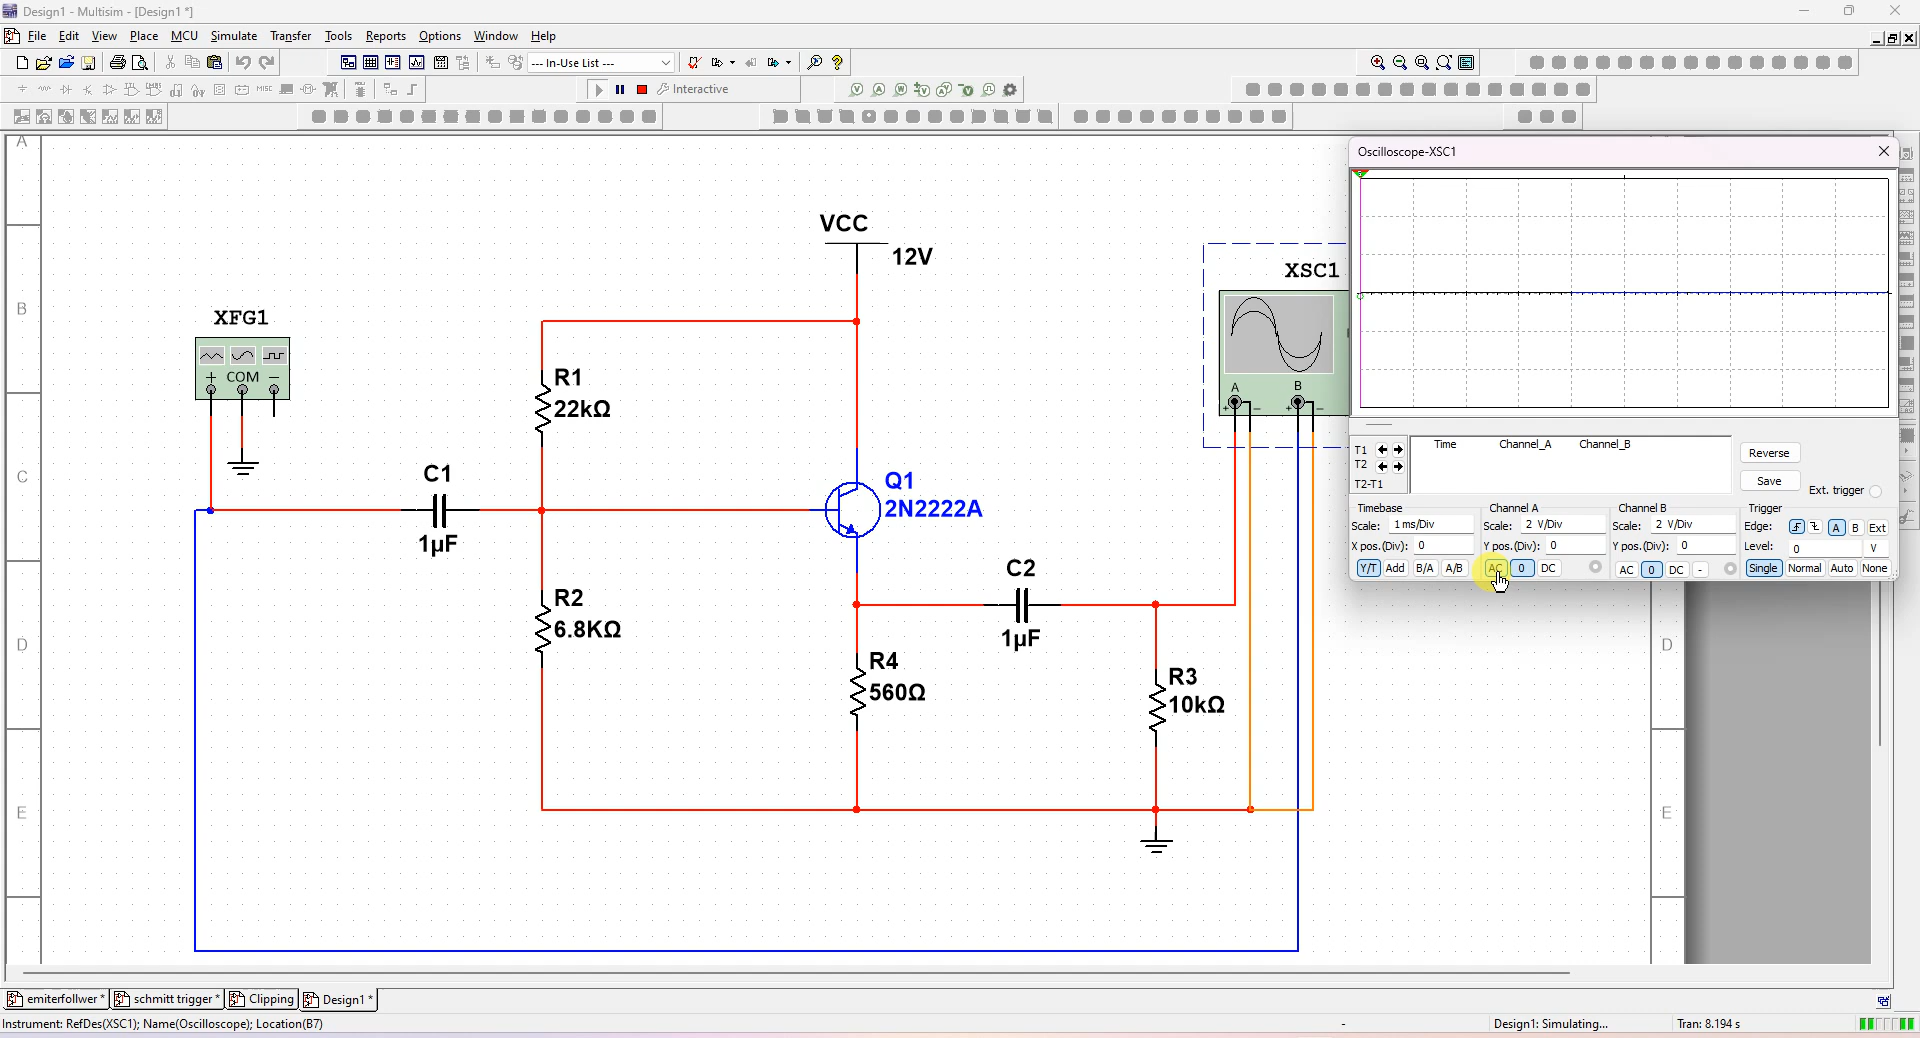 Design1 - Multisim - [Design1 *]
File Edit View Place MCU Simulate Transfer Tools Reports Options Window Help
--- In-Use List ---
Interactive
A
B
C
D
E
D
E
VCC
12V
XFG1
COM
+
−
R1
22kΩ
C1
1µF
Q1
2N2222A
R2
6.8KΩ
C2
1µF
R4
560Ω
R3
10kΩ
XSC1
A
B
Oscilloscope-XSC1
Time Channel_A Channel_B
T1
T2
T2-T1
Reverse
Save
Ext. trigger
Timebase
Scale: 1 ms/Div
X pos.(Div): 0
Y/T Add B/A A/B
Channel A
Scale: 2 V/Div
Y pos.(Div): 0
AC 0 DC
Channel B
Scale: 2 V/Div
Y pos.(Div): 0
AC 0 DC -
Trigger
Edge: A B Ext
Level: 0 V
Single Normal Auto None
emiterfollwer * schmitt trigger * Clipping Design1 *
Instrument: RefDes(XSC1); Name(Oscilloscope); Location(B7) - Design1: Simulating... Tran: 8.194 s